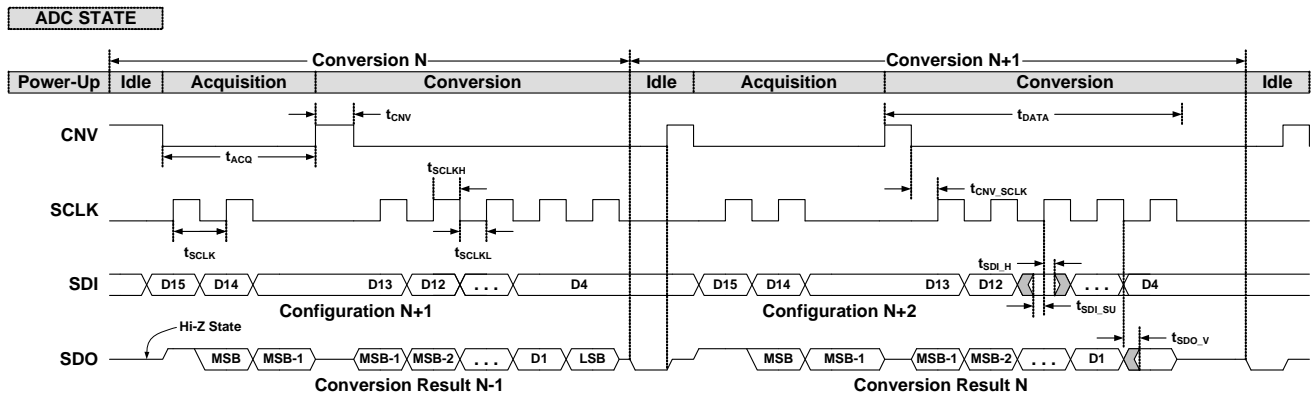 ADC STATE
Conversion N
Conversion N+1
Power-Up Idle Acquisition Conversion Idle Acquisition Conversion Idle
CNV
tCNV
tDATA
tACQ
tSCLKH
SCLK
tCNV_SCLK
tSCLK
tSCLKL
tSDI_H
SDI
D15 D14 D13 D12 ... D4 D15 D14 D13 D12 ... D4
Configuration N+1
Configuration N+2
tSDI_SU
Hi-Z State
tSDO_V
SDO
MSB MSB-1 MSB-1 MSB-2 ... D1 LSB MSB MSB-1 MSB-1 MSB-2 ... D1
Conversion Result N-1
Conversion Result N